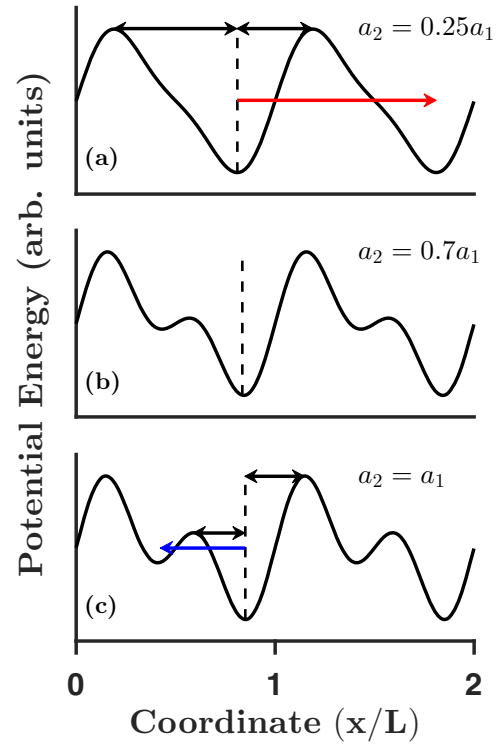 a₂ = 0.25a₁
(a)
a₂ = 0.7a₁
(b)
a₂ = a₁
(c)
Potential Energy (arb. units)
0 1 2
Coordinate (x/L)